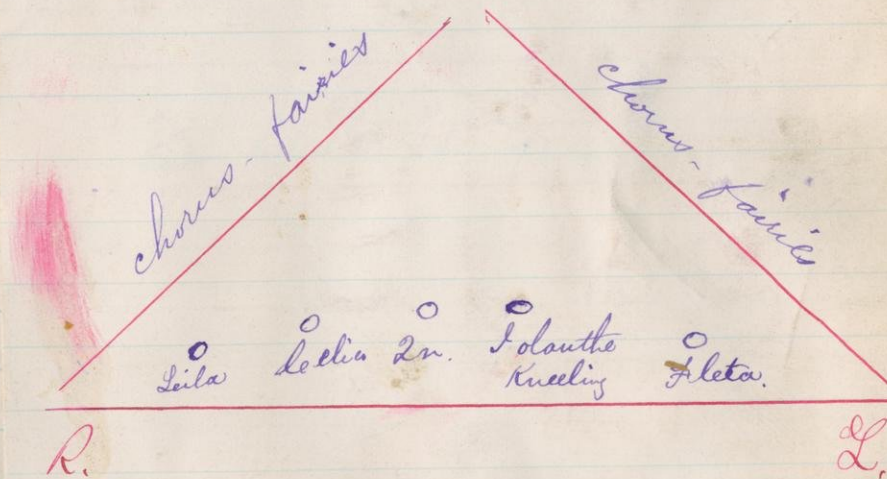 chorus - fairies
chorus - fairies
Leila
Celia
Qn.
Iolanthe
Kneeling
Fleta.
R.
L.